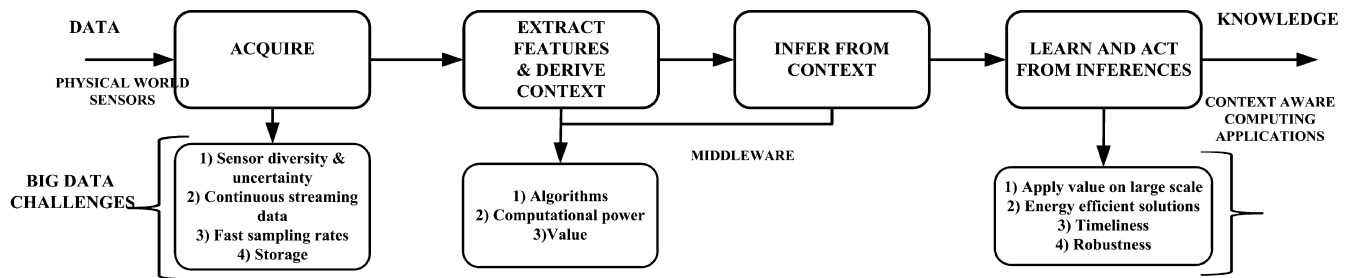 DATA
PHYSICAL WORLD
SENSORS
ACQUIRE
EXTRACT
FEATURES
& DERIVE
CONTEXT
INFER FROM
CONTEXT
LEARN AND ACT
FROM INFERENCES
KNOWLEDGE
CONTEXT AWARE
COMPUTING
APPLICATIONS
MIDDLEWARE
BIG DATA
CHALLENGES
1) Sensor diversity &
uncertainty
2) Continuous streaming
data
3) Fast sampling rates
4) Storage
1) Algorithms
2) Computational power
3)Value
1) Apply value on large scale
2) Energy efficient solutions
3) Timeliness
4) Robustness